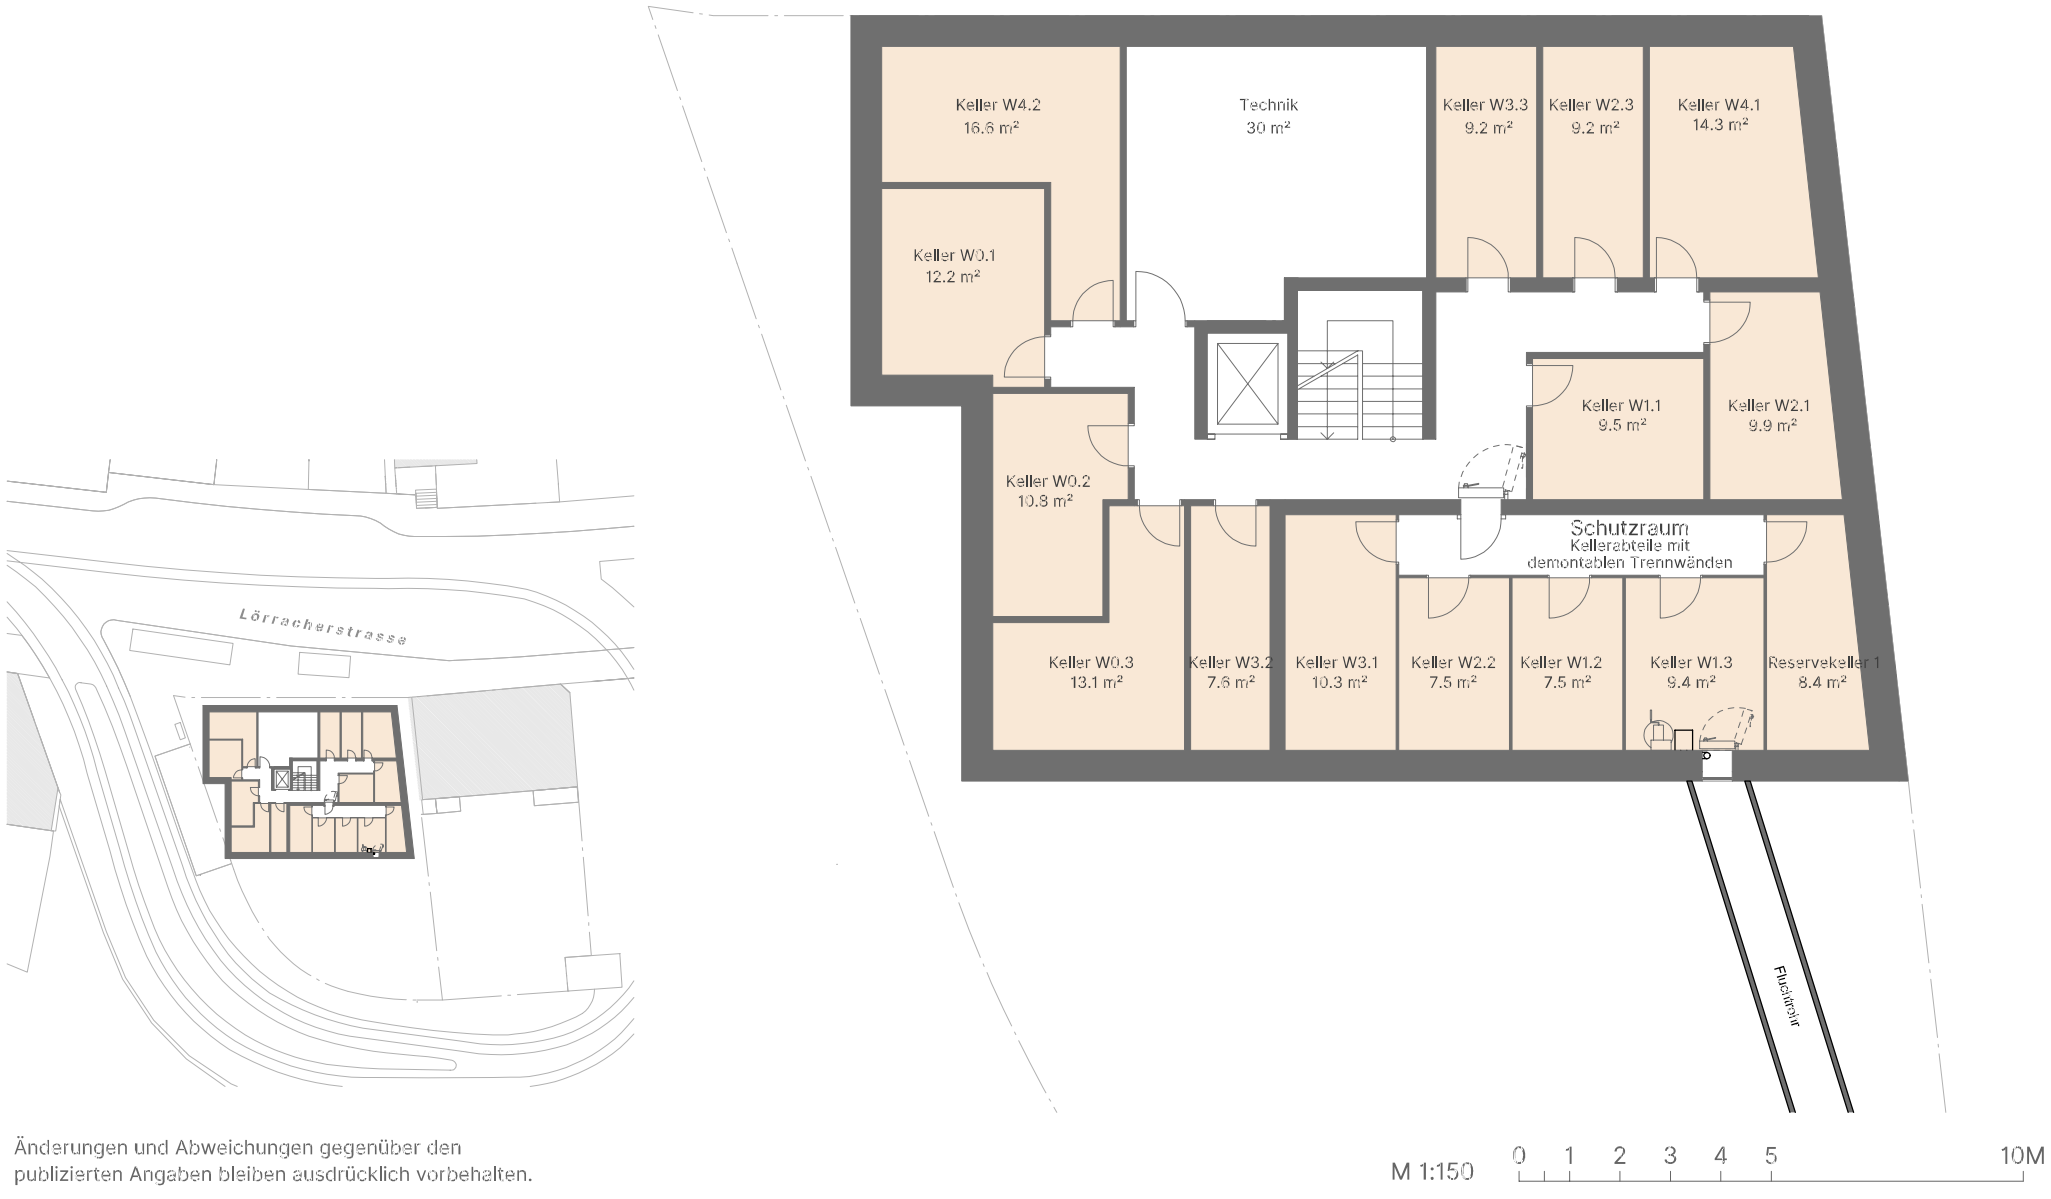 Keller W4.2
16.6 m²
Technik
30 m²
Keller W3.3
9.2 m²
Keller W2.3
9.2 m²
Keller W4.1
14.3 m²
Keller W0.1
12.2 m²
Keller W1.1
9.5 m²
Keller W2.1
9.9 m²
Keller W0.2
10.8 m²
Schutzraum
Kellerabteile mit
demontablen Trennwänden
Keller W0.3
13.1 m²
Keller W3.2
7.6 m²
Keller W3.1
10.3 m²
Keller W2.2
7.5 m²
Keller W1.2
7.5 m²
Keller W1.3
9.4 m²
Reservekeller 1
8.4 m²
Lörracherstrasse
Fluchtrohr
Änderungen und Abweichungen gegenüber den
publizierten Angaben bleiben ausdrücklich vorbehalten.
M 1:150
0 1 2 3 4 5 10M